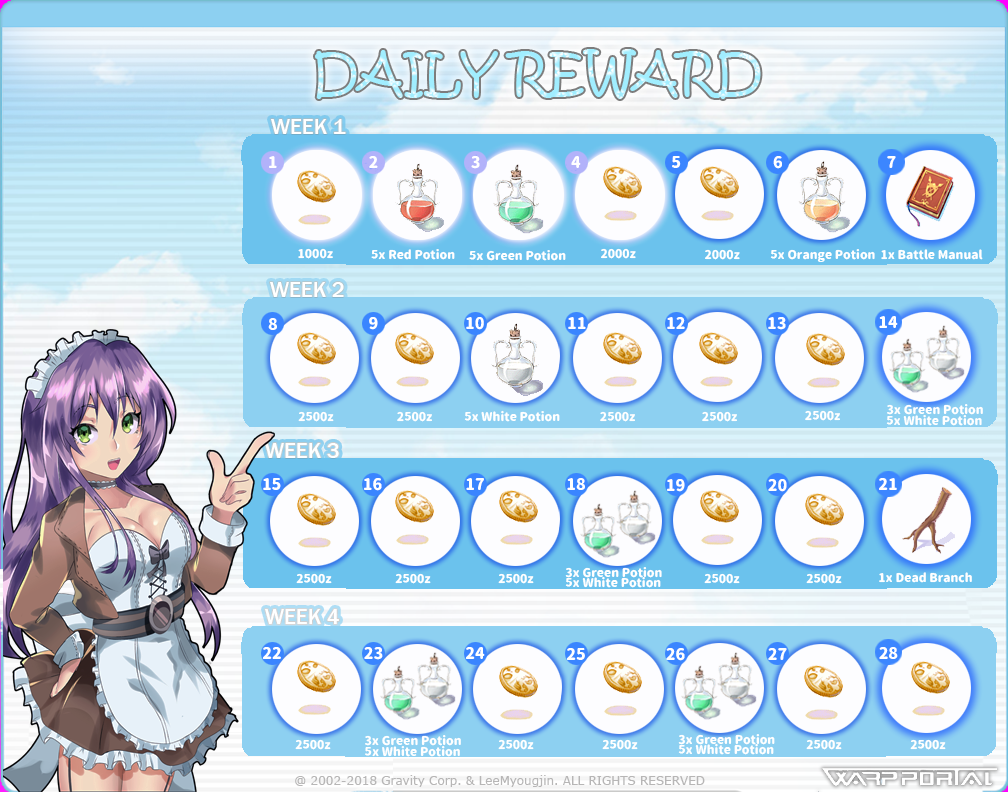 DAILY REWARD
WEEK 1
1 2 3 4 5 6 7
1000z 5x Red Potion 5x Green Potion 2000z 2000z 5x Orange Potion 1x Battle Manual
WEEK 2
8 9 10 11 12 13 14
2500z 2500z 5x White Potion 2500z 2500z 2500z 3x Green Potion
5x White Potion
WEEK 3
15 16 17 18 19 20 21
2500z 2500z 2500z 3x Green Potion 2500z 2500z 1x Dead Branch
5x White Potion
WEEK 4
22 23 24 25 26 27 28
2500z 3x Green Potion 2500z 2500z 3x Green Potion 2500z 2500z
5x White Potion 5x White Potion
© 2002-2018 Gravity Corp. & LeeMyougjin. ALL RIGHTS RESERVED
WARP PORTAL